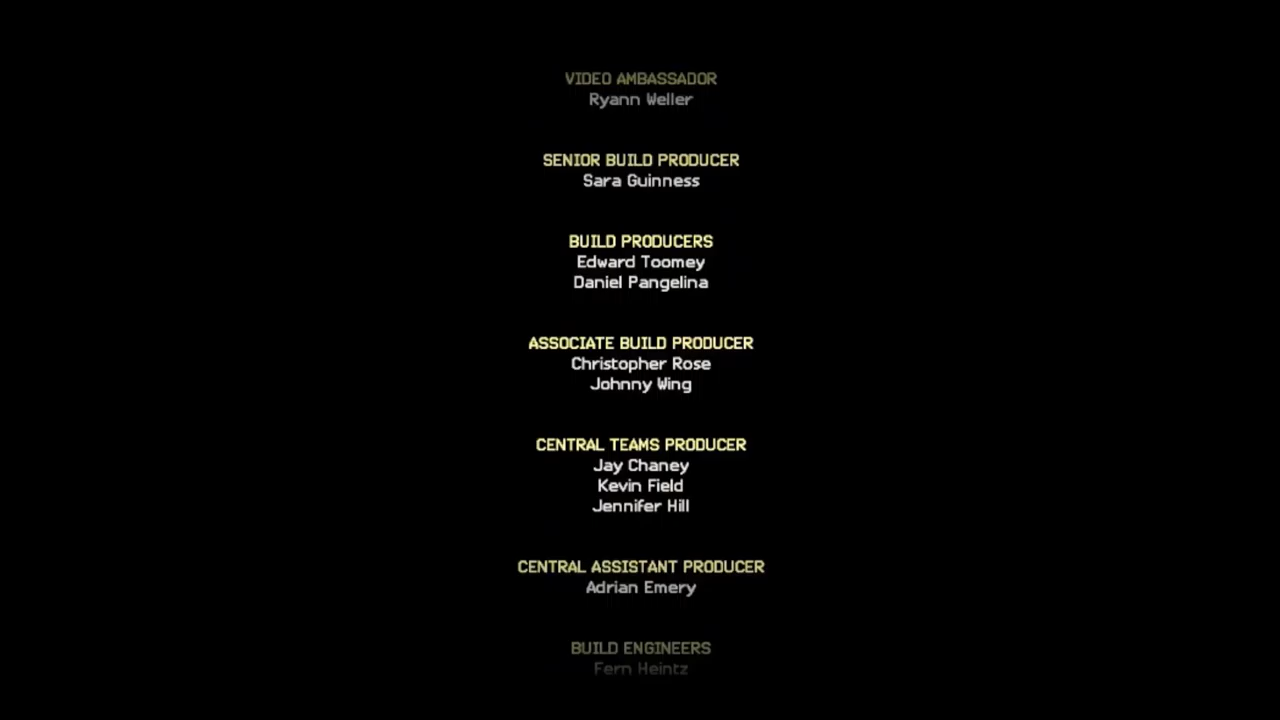 VIDEO AMBASSADOR
Ryann Weller
SENIOR BUILD PRODUCER
Sara Guinness
BUILD PRODUCERS
Edward Toomey
Daniel Pangelina
ASSOCIATE BUILD PRODUCER
Christopher Rose
Johnny Wing
CENTRAL TEAMS PRODUCER
Jay Chaney
Kevin Field
Jennifer Hill
CENTRAL ASSISTANT PRODUCER
Adrian Emery
BUILD ENGINEERS
Fern Heintz